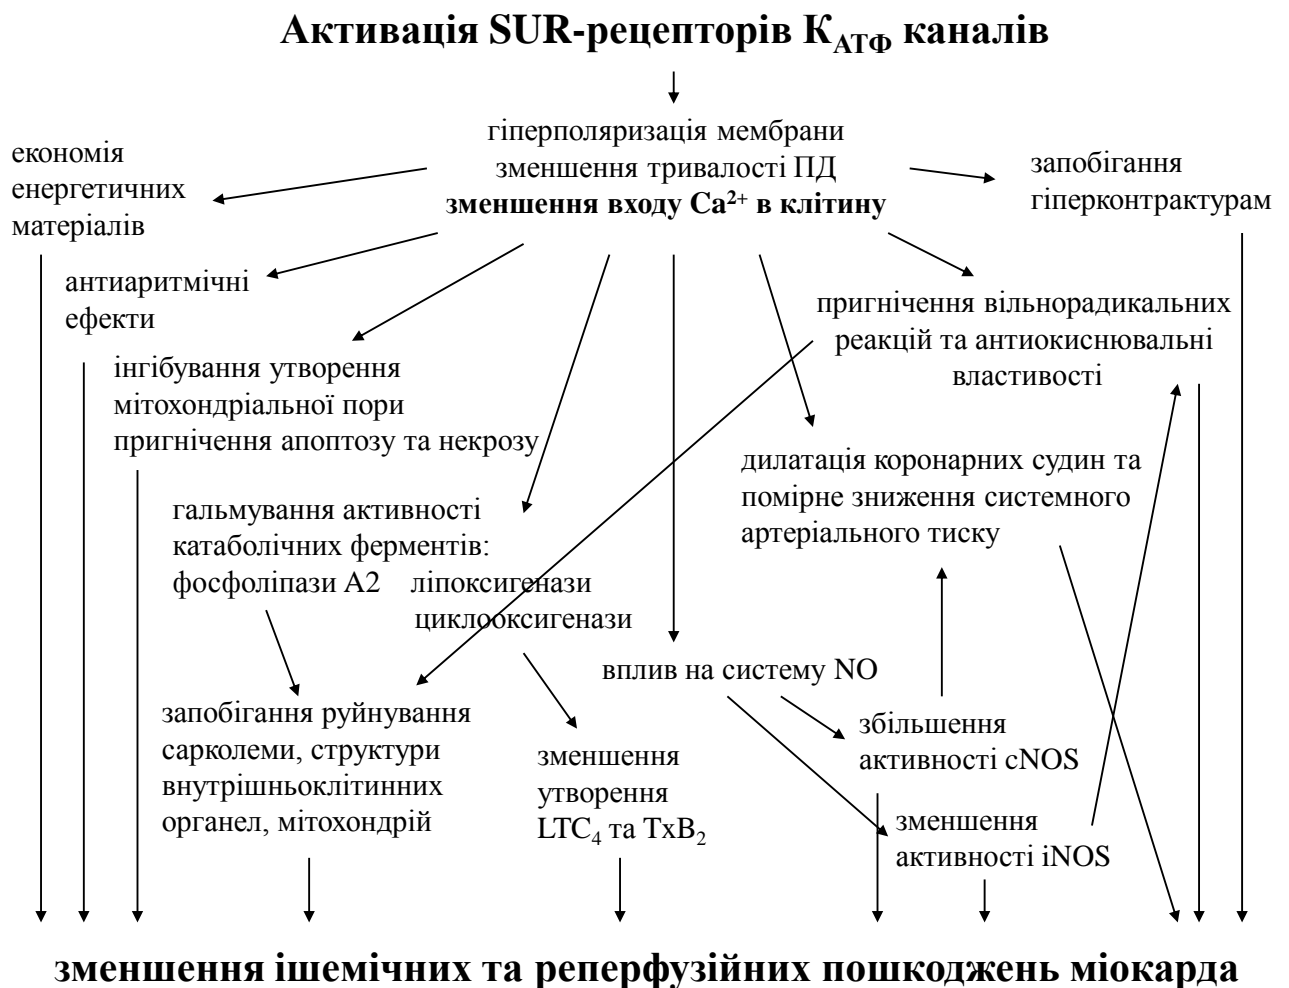 Активація SUR-рецепторів К_АТФ каналів
гіперполяризація мембрани
зменшення тривалості ПД
зменшення входу Са²⁺ в клітину
економія
енергетичних
матеріалів
запобігання
гіперконтрактурам
антиаритмічні
ефекти
пригнічення вільнорадикальних
реакцій та антиокиснювальні
властивості
інгібування утворення
мітохондріальної пори
пригнічення апоптозу та некрозу
дилатація коронарних судин та
помірне зниження системного
артеріального тиску
гальмування активності
катаболічних ферментів:
фосфоліпази А2 ліпоксигенази
циклооксигенази
вплив на систему NO
запобігання руйнування
сарколеми, структури
внутрішньоклітинних
органел, мітохондрій
зменшення
утворення
LTC₄ та TxB₂
збільшення
активності cNOS
зменшення
активності iNOS
зменшення ішемічних та реперфузійних пошкоджень міокарда